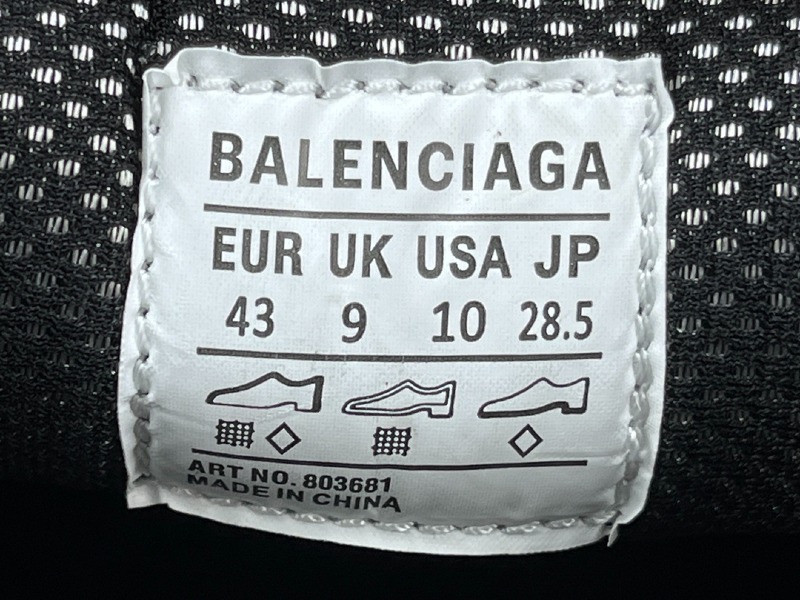 BALENCIAGA
EUR UK USA JP
43 9 10 28.5
ART NO. 803681
MADE IN CHINA